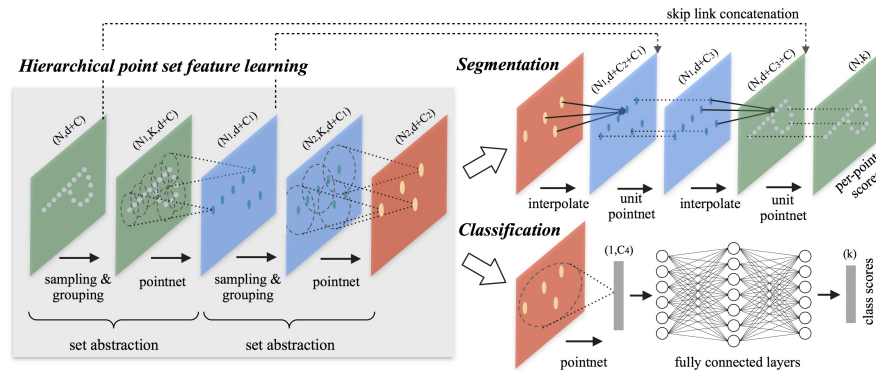 skip link concatenation
Hierarchical point set feature learning
Segmentation
(N,d+C)
(N1,K,d+C)
(N1,d+C1)
(N2,K,d+C1)
(N2,d+C2)
(N1,d+C2+C1)
(N1,d+C3)
(N,d+C3+C)
(N,k)
per-point
scores
sampling &
grouping
pointnet
sampling &
grouping
pointnet
set abstraction
set abstraction
interpolate
unit
pointnet
interpolate
unit
pointnet
Classification
(1,C4)
(k)
class scores
pointnet
fully connected layers